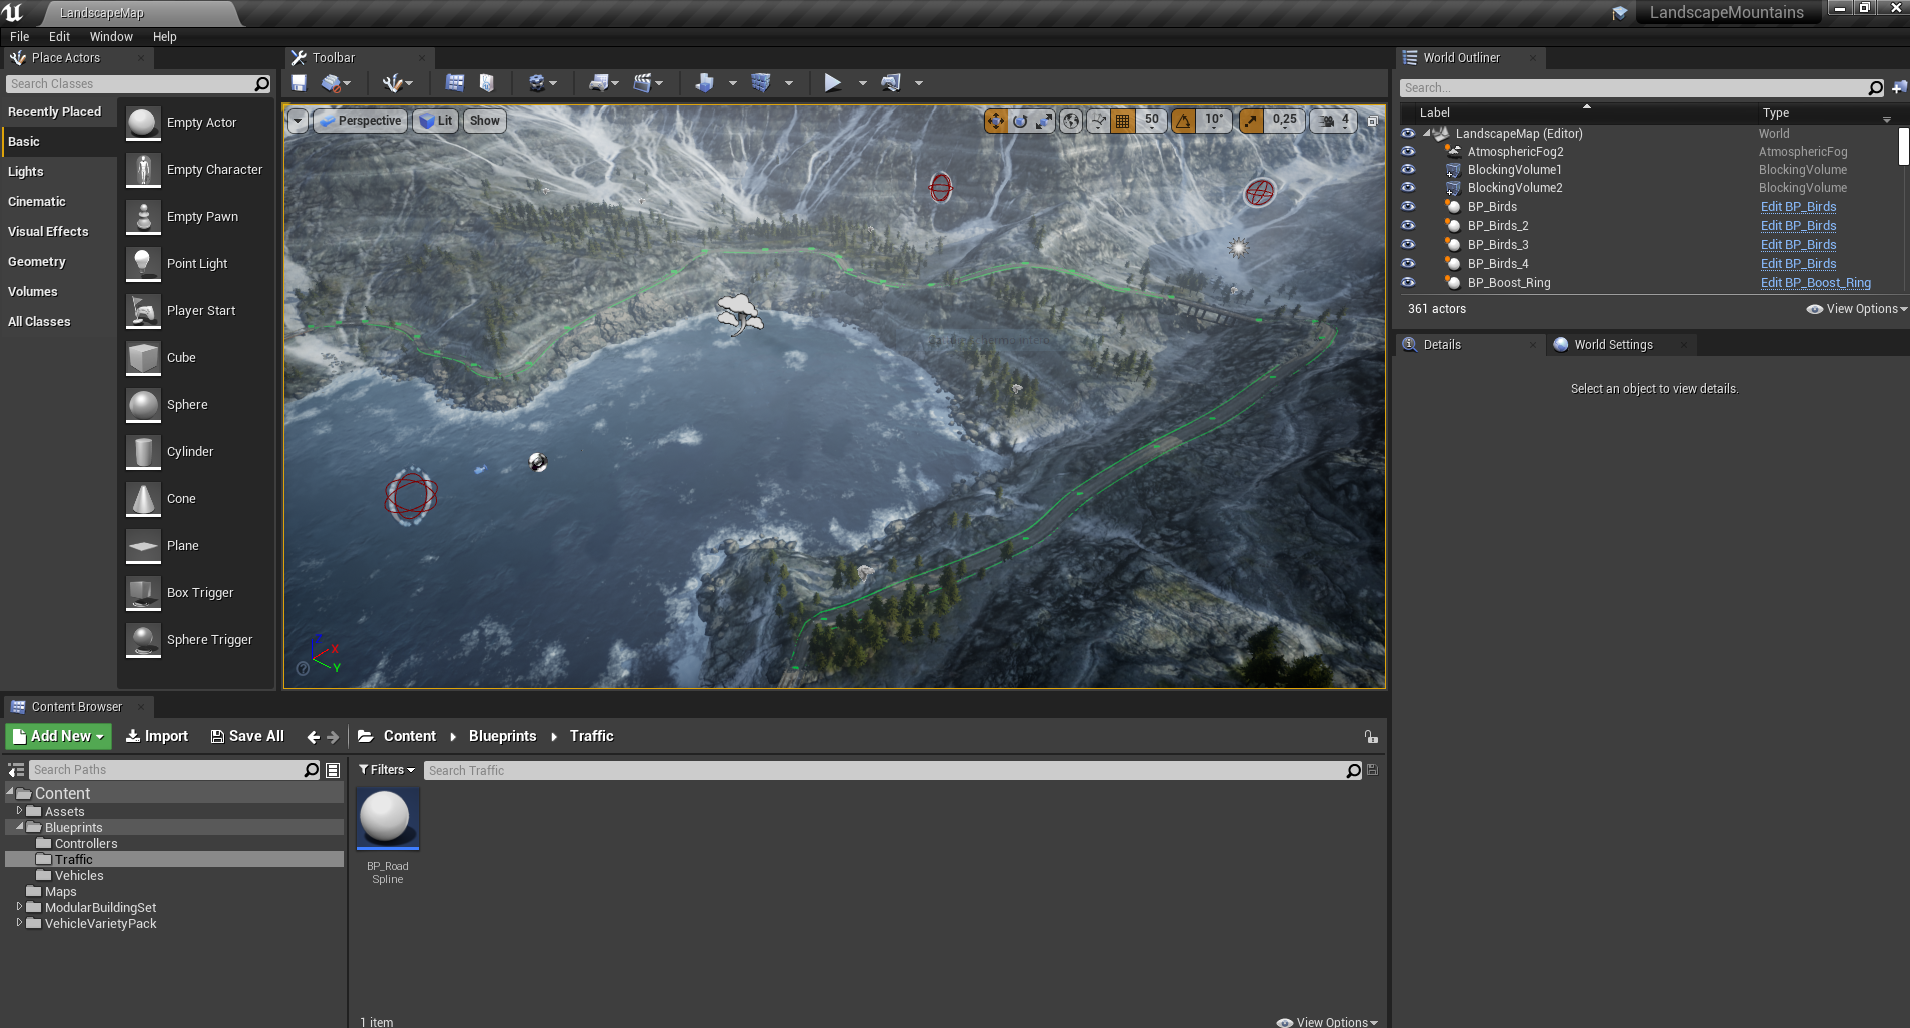 LandscapeMap
LandscapeMountains
File Edit Window Help
Place Actors
Search Classes
Recently Placed
Basic
Lights
Cinematic
Visual Effects
Geometry
Volumes
All Classes
Empty Actor
Empty Character
Empty Pawn
Point Light
Player Start
Cube
Sphere
Cylinder
Cone
Plane
Box Trigger
Sphere Trigger
Toolbar
Perspective Lit Show
50 10° 0,25 4
Z
X
Y
World Outliner
Search...
Label Type
LandscapeMap (Editor) World
AtmosphericFog2 AtmosphericFog
BlockingVolume1 BlockingVolume
BlockingVolume2 BlockingVolume
BP_Birds Edit BP_Birds
BP_Birds_2 Edit BP_Birds
BP_Birds_3 Edit BP_Birds
BP_Birds_4 Edit BP_Birds
BP_Boost_Ring Edit BP_Boost_Ring
361 actors View Options
Details World Settings
Select an object to view details.
Content Browser
Add New Import Save All Content Blueprints Traffic
Search Paths
Content
Assets
Blueprints
Controllers
Traffic
Vehicles
Maps
ModularBuildingSet
VehicleVarietyPack
Filters Search Traffic
BP_Road
Spline
1 item View Options